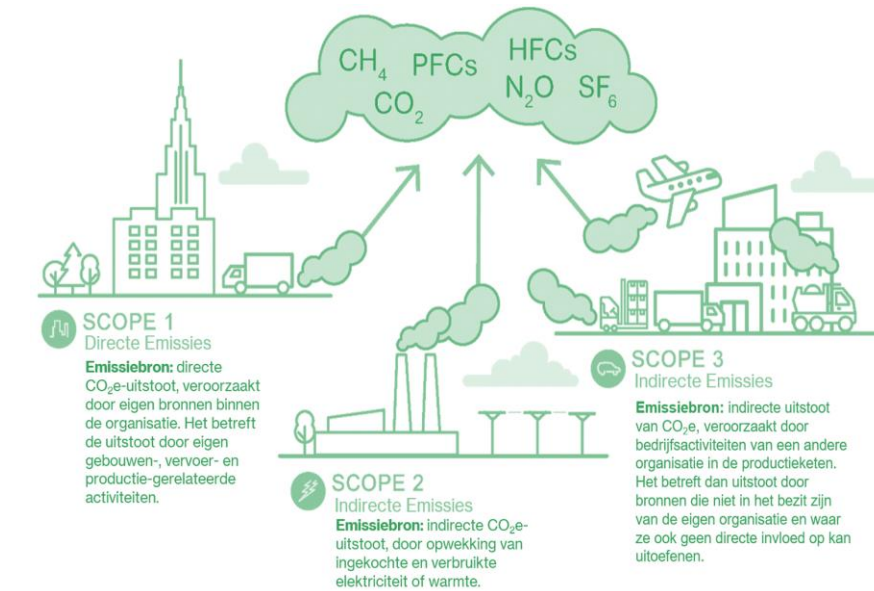 CH₄ PFCs HFCs
CO₂ N₂O SF₆
SCOPE 1
Directe Emissies
Emissiebron: directe
CO₂e-uitstoot, veroorzaakt
door eigen bronnen binnen
de organisatie. Het betreft
de uitstoot door eigen
gebouwen-, vervoer- en
productie-gerelateerde
activiteiten.
SCOPE 2
Indirecte Emissies
Emissiebron: indirecte CO₂e-
uitstoot, door opwekking van
ingekochte en verbruikte
elektriciteit of warmte.
SCOPE 3
Indirecte Emissies
Emissiebron: indirecte uitstoot
van CO₂e, veroorzaakt door
bedrijfsactiviteiten van een andere
organisatie in de productieketen.
Het betreft dan uitstoot door
bronnen die niet in het bezit zijn
van de eigen organisatie en waar
ze ook geen directe invloed op kan
uitoefenen.